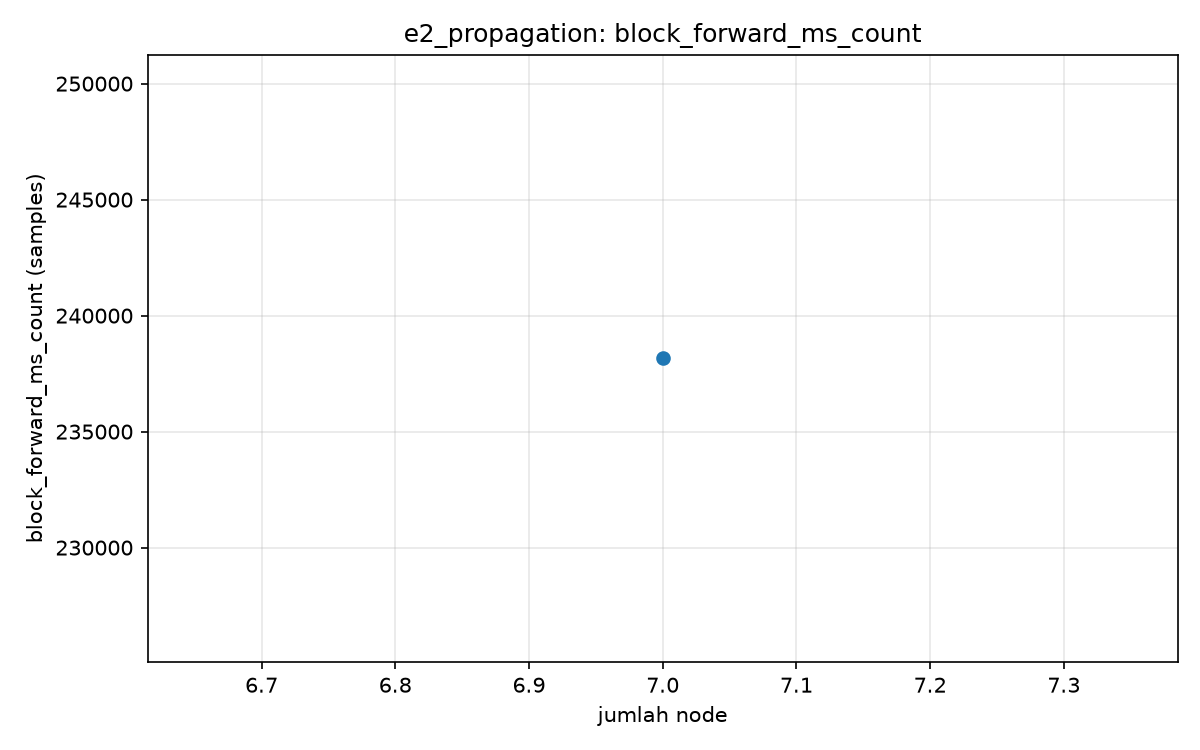 e2_propagation: block_forward_ms_count
block_forward_ms_count (samples)
250000
245000
240000
235000
230000
6.7 6.8 6.9 7.0 7.1 7.2 7.3
jumlah node